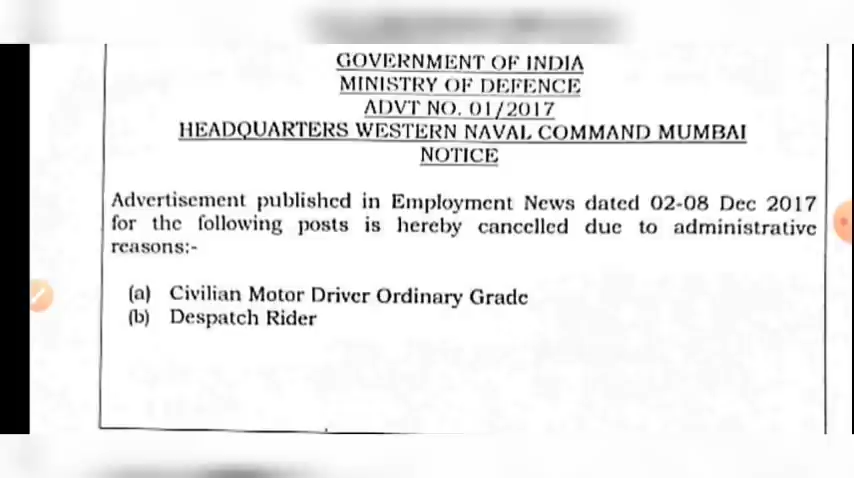 GOVERNMENT OF INDIA
MINISTRY OF DEFENCE
ADVT NO. 01/2017
HEADQUARTERS WESTERN NAVAL COMMAND MUMBAI
NOTICE
Advertisement published in Employment News dated 02-08 Dec 2017
for the following posts is hereby cancelled due to administrative
reasons:-
(a) Civilian Motor Driver Ordinary Grade
(b) Despatch Rider